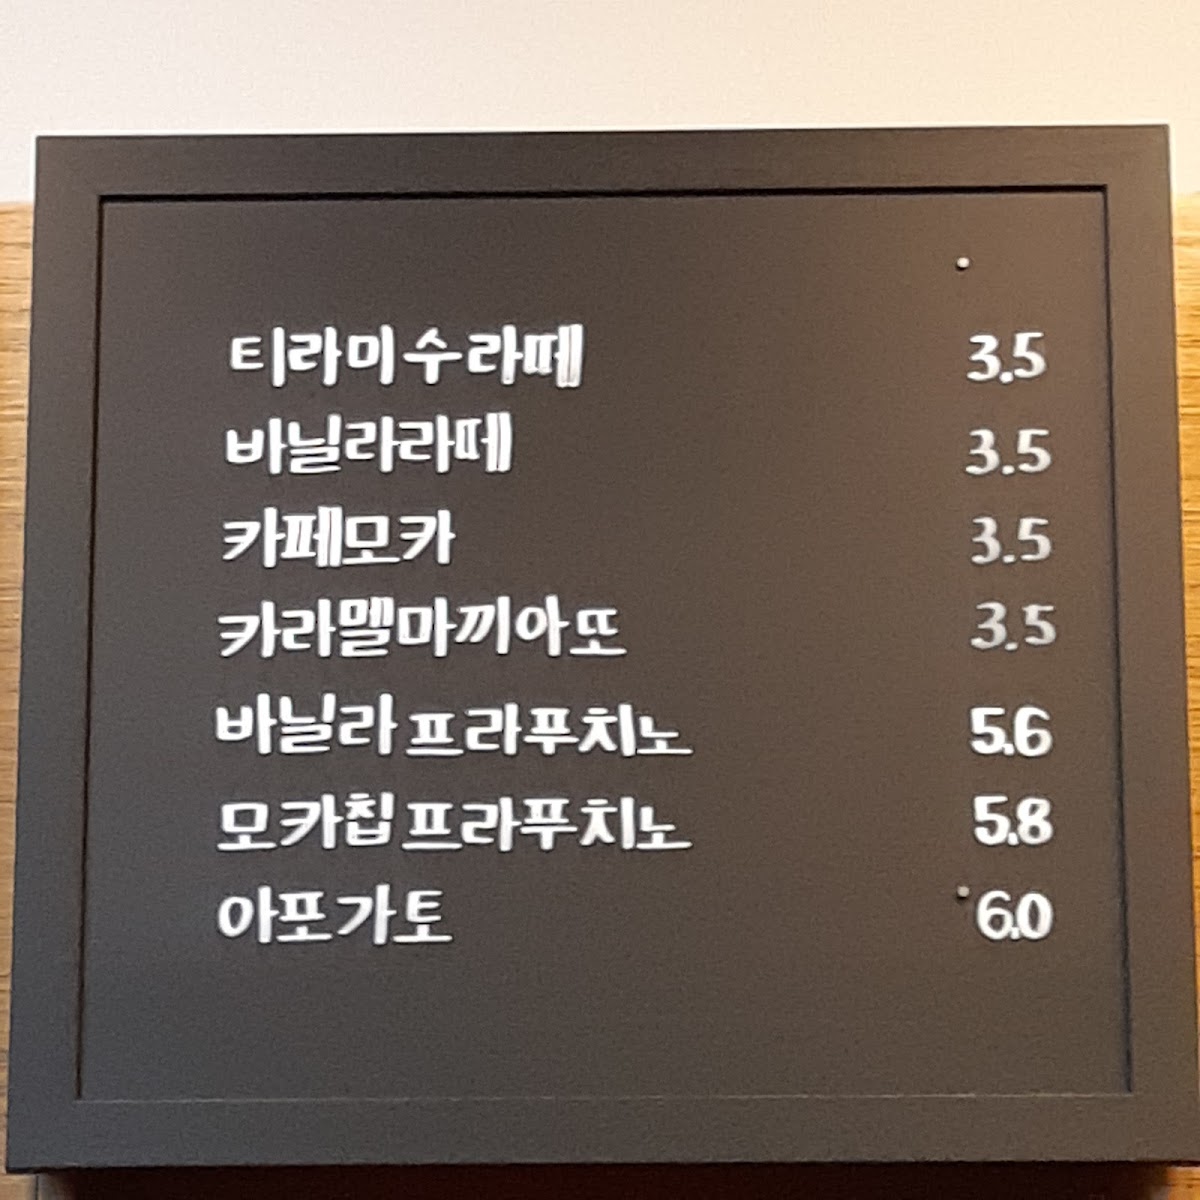 티라미수라떼 3.5
바닐라라떼 3.5
카페모카 3.5
카라멜마끼아또 3.5
바닐라프라푸치노 5.6
모카칩프라푸치노 5.8
아포가토 6.0